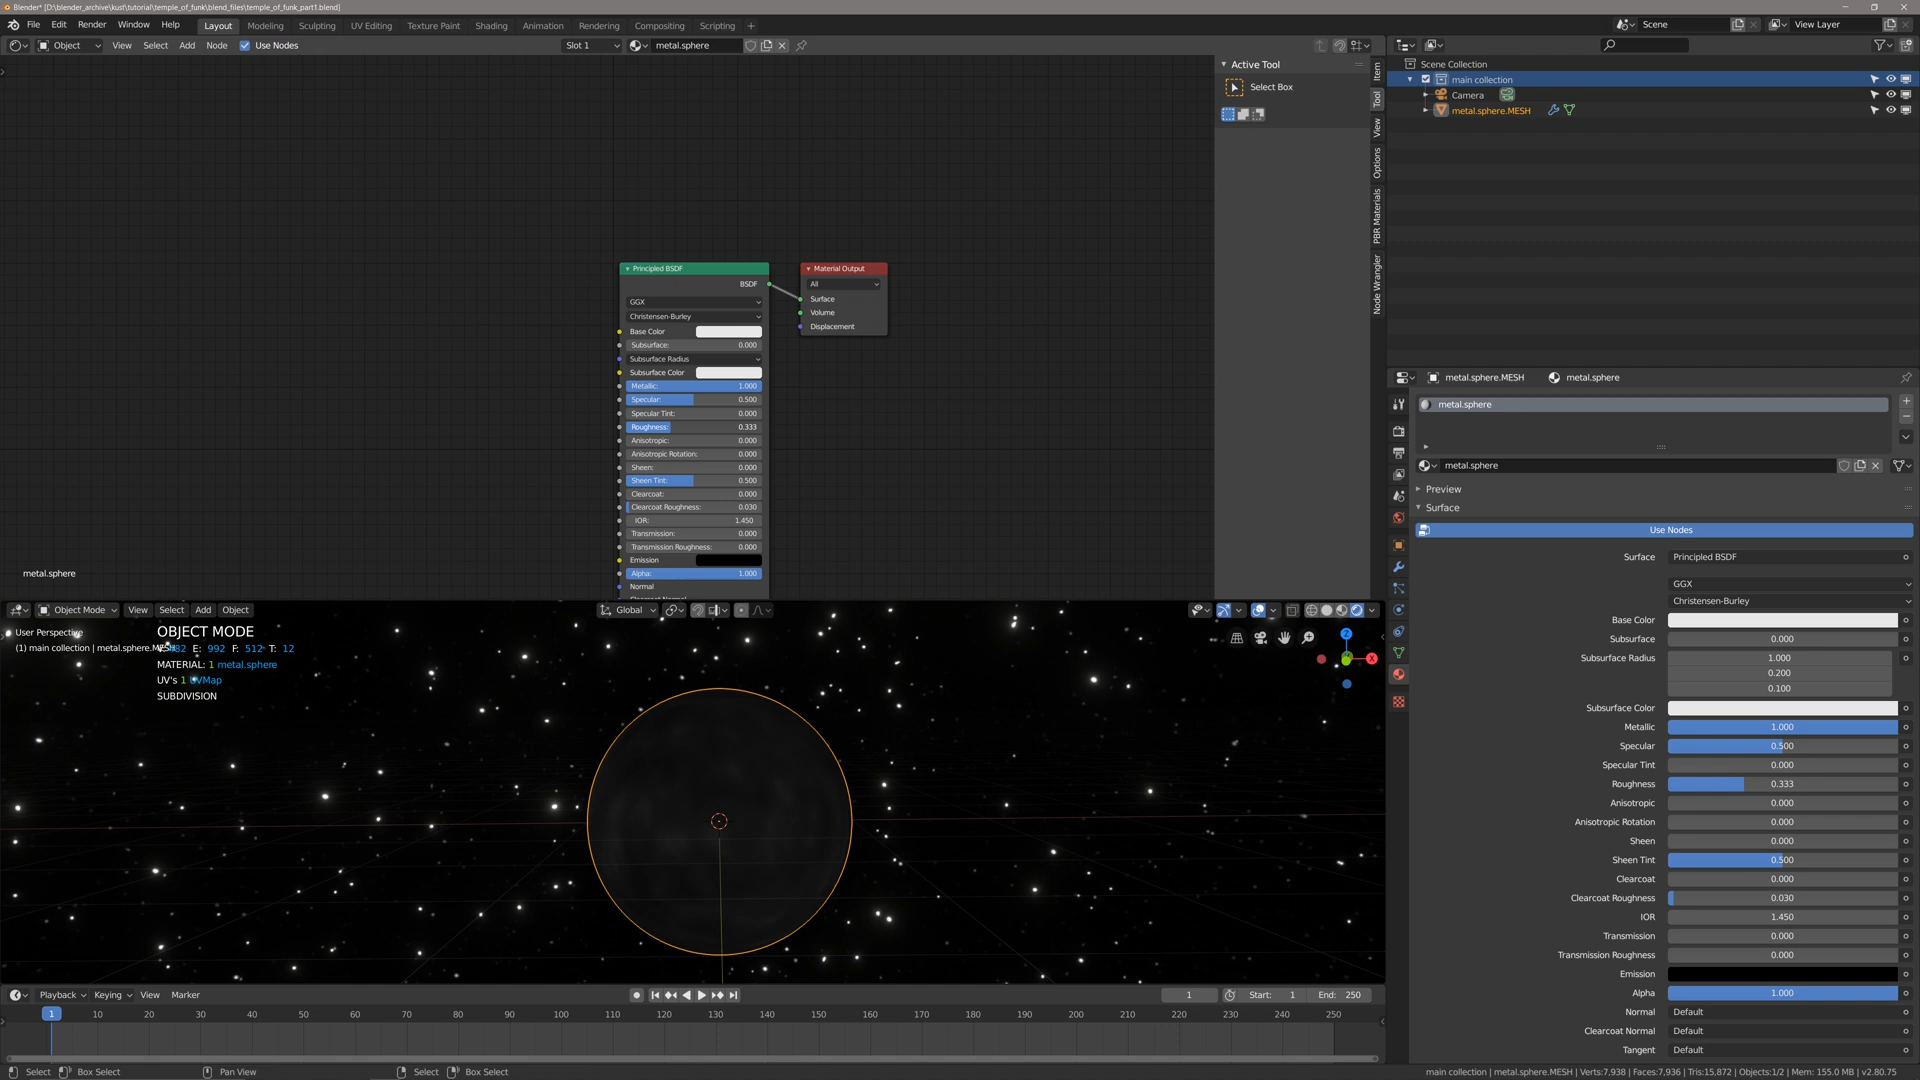 Blender* [D:\blender_archive\kust\tutorial\temple_of_funk\blend_files\temple_of_funk_part1.blend]
File Edit Render Window Help Layout Modeling Sculpting UV Editing Texture Paint Shading Animation Rendering Compositing Scripting + Scene View Layer
Object View Select Add Node Use Nodes Slot 1 metal.sphere
Active Tool
Select Box
Item
Tool
View
Options
PBR Materials
Node Wrangler
Scene Collection
main collection
Camera
metal.sphere.MESH
Principled BSDF
BSDF
GGX
Christensen-Burley
Base Color
Subsurface: 0.000
Subsurface Radius
Subsurface Color
Metallic: 1.000
Specular: 0.500
Specular Tint: 0.000
Roughness: 0.333
Anisotropic: 0.000
Anisotropic Rotation: 0.000
Sheen: 0.000
Sheen Tint: 0.500
Clearcoat: 0.000
Clearcoat Roughness: 0.030
IOR: 1.450
Transmission: 0.000
Transmission Roughness: 0.000
Emission
Alpha: 1.000
Normal
Material Output
All
Surface
Volume
Displacement
metal.sphere
Object Mode View Select Add Object Global
User Perspective
(1) main collection | metal.sphere.MESH
OBJECT MODE
E: 992 F: 512 T: 12
MATERIAL: 1 metal.sphere
UV's 1 UVMap
SUBDIVISION
Z
X
metal.sphere.MESH metal.sphere
metal.sphere
metal.sphere
Preview
Surface
Use Nodes
Surface Principled BSDF
GGX
Christensen-Burley
Base Color
Subsurface 0.000
Subsurface Radius 1.000
0.200
0.100
Subsurface Color
Metallic 1.000
Specular 0.500
Specular Tint 0.000
Roughness 0.333
Anisotropic 0.000
Anisotropic Rotation 0.000
Sheen 0.000
Sheen Tint 0.500
Clearcoat 0.000
Clearcoat Roughness 0.030
IOR 1.450
Transmission 0.000
Transmission Roughness 0.000
Emission
Alpha 1.000
Normal Default
Clearcoat Normal Default
Tangent Default
Playback Keying View Marker 1 Start: 1 End: 250
1 10 20 30 40 50 60 70 80 90 100 110 120 130 140 150 160 170 180 190 200 210 220 230 240 250
Select Box Select Pan View Select Box Select
main collection | metal.sphere.MESH | Verts:7,938 | Faces:7,936 | Tris:15,872 | Objects:1/2 | Mem: 155.0 MB | v2.80.75